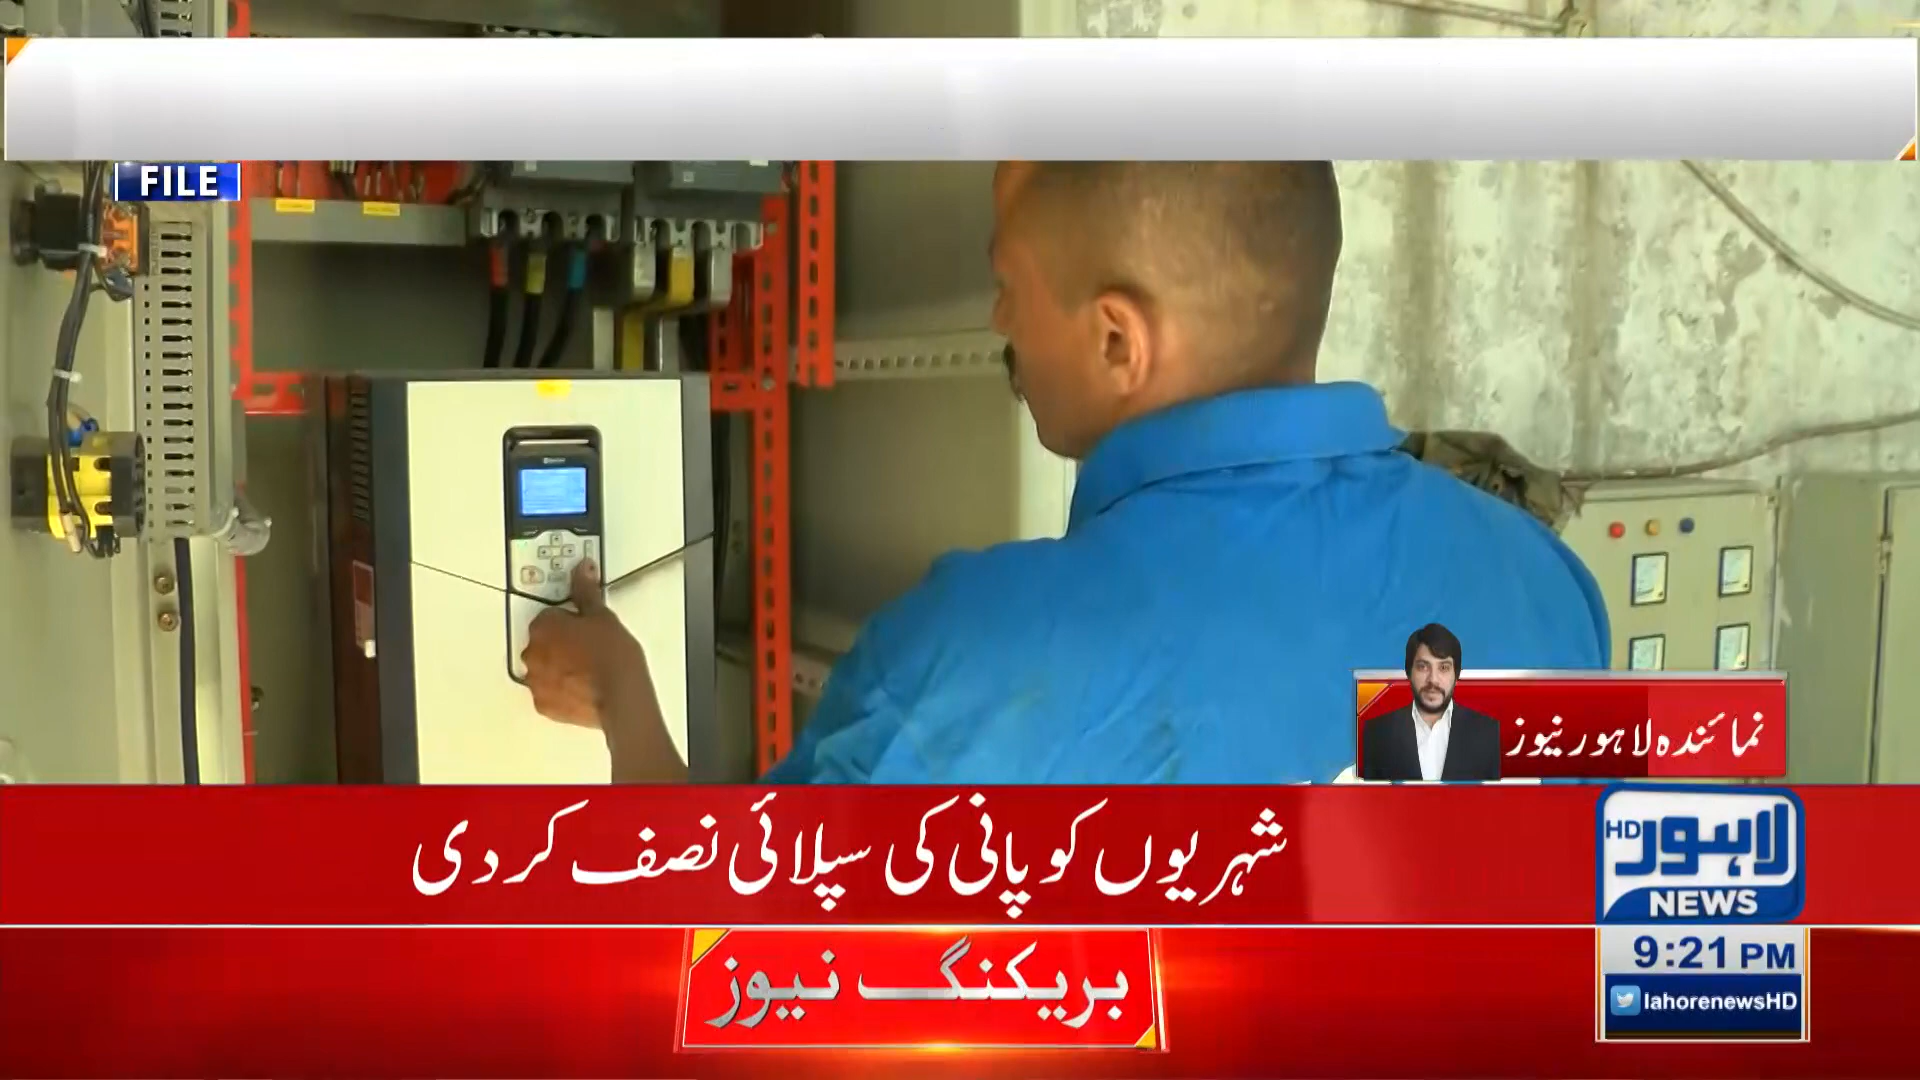 FILE
نمائندہ لاہور نیوز
شہریوں کو پانی کی سپلائی نصف کر دی
لاہور HD
NEWS
بریکنگ نیوز
9:21 PM
lahorenewsHD